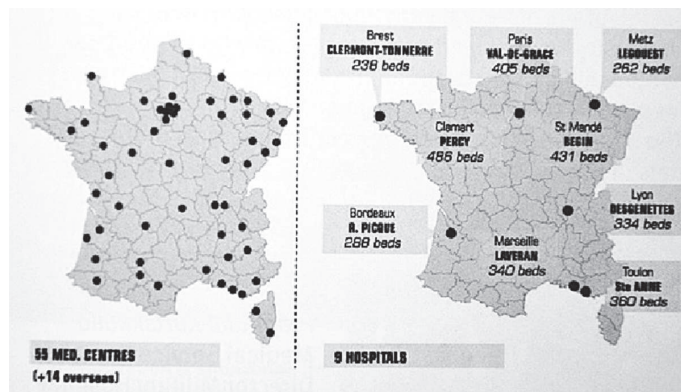 55 MED. CENTRES
(+14 overseas)
Brest
CLERMONT-TONNERRE
238 beds
Paris
VAL-DE-GRACE
405 beds
Metz
LEGOUEST
262 beds
Clamart
PERCY
486 beds
St Mandé
BEGIN
431 beds
Lyon
DESGENETTES
334 beds
Bordeaux
R. PICQUE
288 beds
Marseille
LAVERAN
340 beds
Toulon
Ste ANNE
360 beds
9 HOSPITALS